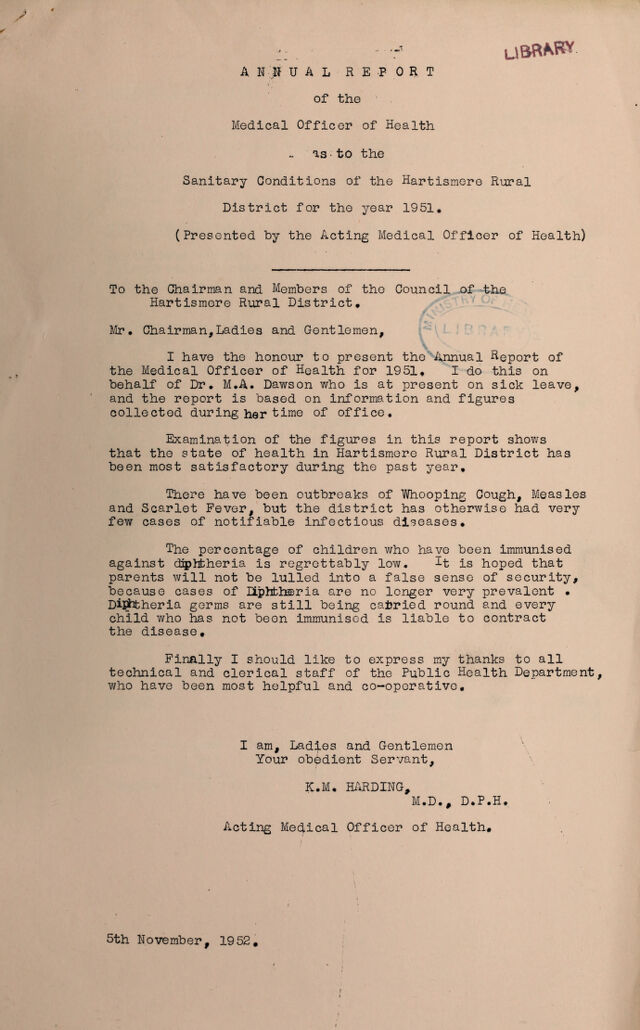 LIBRARY
ANNUAL REPORT
of the
Medical Officer of Health
as to the
Sanitary Conditions of the Hartismere Rural
District for the year 1951.
(Presented by the Acting Medical Officer of Health)
To the Chairman and Members of the Council of the
Hartismere Rural District.
MINISTRY OF
LIBRARY
Mr. Chairman,Ladies and Gentlemen,
I have the honour to present the Annual Report of
the Medical Officer of Health for 1951. I do this on
behalf of Dr. M.A. Dawson who is at present on sick leave,
and the report is based on information and figures
collected during her time of office.
Examination of the figures in this report shows
that the state of health in Hartismere Rural District has
been most satisfactory during the past year.
There have been outbreaks of Whooping Cough, Measles
and Scarlet Fever, but the district has otherwise had very
few cases of notifiable infectious diseases.
The percentage of children who have been immunised
against diphtheria is regrettably low. It is hoped that
parents will not be lulled into a false sense of security,
because cases of Diphtheria are no longer very prevalent .
Diphtheria germs are still being carried round and every
child who has not been immunised is liable to contract
the disease.
Finally I should like to express my thanks to all
technical and clerical staff of the Public Health Department,
who have been most helpful and co-operative.
I am, Ladies and Gentlemen
Your obedient Servant,
K.M. HARDING,
M.D., D.P.H.
Acting Medical Officer of Health.
5th November, 1952.